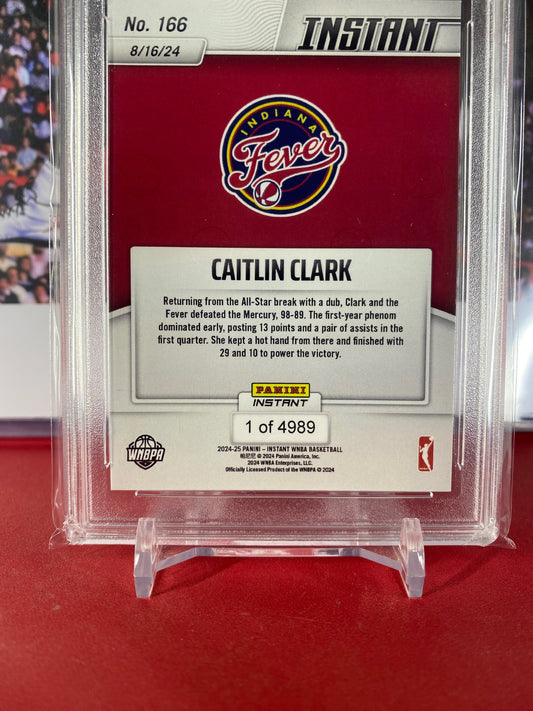 No. 166
INSTANT
8/16/24
INDIANA
Fever
CAITLIN CLARK
Returning from the All-Star break with a dub, Clark and the
Fever defeated the Mercury, 98-89. The first-year phenom
dominated early, posting 13 points and a pair of assists in the
first quarter. She kept a hot hand from there and finished with
29 and 10 to power the victory.
PANINI
INSTANT
1 of 4989
WNBPA
2024-25 PANINI – INSTANT WNBA BASKETBALL
帕尼尼 © 2024 Panini America, Inc.
2024 WNBA Enterprises, LLC.
Officially Licensed Product of the WNBPA © 2024